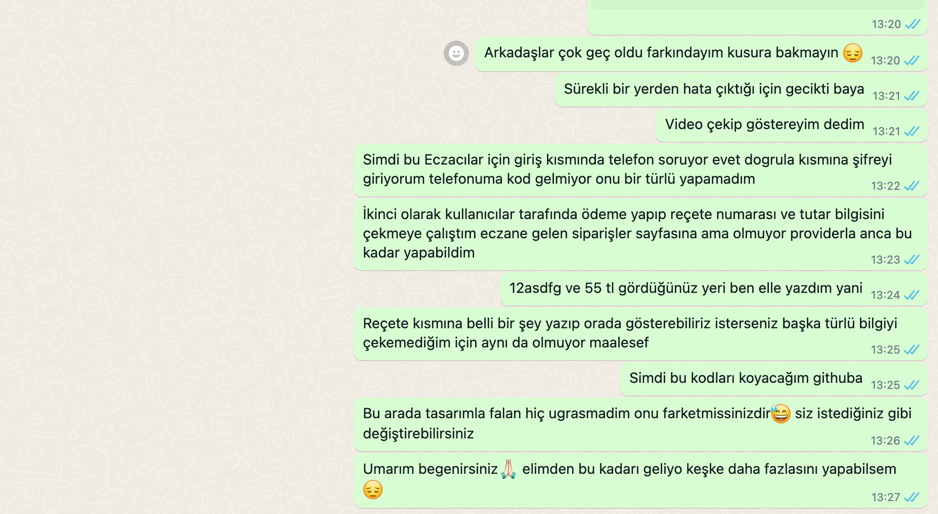 13:20
Arkadaşlar çok geç oldu farkındayım kusura bakmayın 😔 13:20
Sürekli bir yerden hata çıktığı için gecikti baya 13:21
Video çekip göstereyim dedim 13:21
Simdi bu Eczacılar için giriş kısmında telefon soruyor evet dogrula kısmına şifreyi
giriyorum telefonuma kod gelmiyor onu bir türlü yapamadım 13:22
İkinci olarak kullanıcılar tarafında ödeme yapıp reçete numarası ve tutar bilgisini
çekmeye çalıştım eczane gelen siparişler sayfasına ama olmuyor providerla anca bu
kadar yapabildim 13:23
12asdfg ve 55 tl gördüğünüz yeri ben elle yazdım yani 13:24
Reçete kısmına belli bir şey yazıp orada gösterebiliriz isterseniz başka türlü bilgiyi
çekemediğim için aynı da olmuyor maalesef 13:25
Simdi bu kodları koyacağım githuba 13:25
Bu arada tasarımla falan hiç ugrasmadim onu farketmissinizdir😅 siz istediğiniz gibi
değiştirebilirsiniz 13:26
Umarım begenirsiniz🙏🏻 elimden bu kadarı geliyo keşke daha fazlasını yapabilsem
😔 13:27